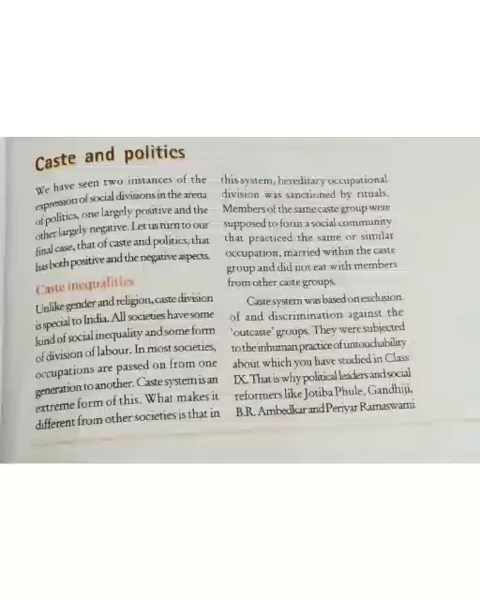 Caste and politics
We have seen two instances of the
expression of social divisions in the arena
of politics, one largely positive and the
other largely negative. Let us turn to our
final case, that of caste and politics, that
has both positive and the negative aspects.
Caste inequalities
Unlike gender and religion, caste division
is special to India. All societies have some
kind of social inequality and some form
of division of labour. In most societies,
occupations are passed on from one
generation to another. Caste system is an
extreme form of this. What makes it
different from other societies is that in
this system, hereditary occupational
division was sanctioned by rituals.
Members of the same caste group were
supposed to form a social community
that practiced the same or similar
occupation, married within the caste
group and did not eat with members
from other caste groups.
Caste system was based on exclusion
of and discrimination against the
'outcaste' groups. They were subjected
to the inhuman practice of untouchability
about which you have studied in Class
IX. That is why political leaders and social
reformers like Jotiba Phule, Gandhiji,
B.R. Ambedkar and Periyar Ramaswami